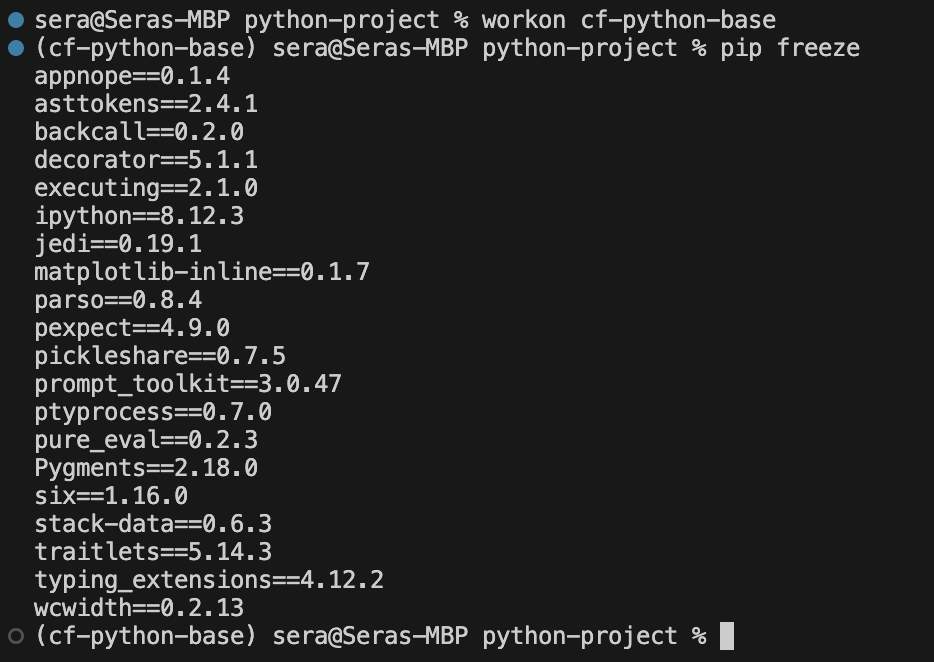 sera@Seras-MBP python-project % workon cf-python-base
(cf-python-base) sera@Seras-MBP python-project % pip freeze
appnope==0.1.4
asttokens==2.4.1
backcall==0.2.0
decorator==5.1.1
executing==2.1.0
ipython==8.12.3
jedi==0.19.1
matplotlib-inline==0.1.7
parso==0.8.4
pexpect==4.9.0
pickleshare==0.7.5
prompt_toolkit==3.0.47
ptyprocess==0.7.0
pure_eval==0.2.3
Pygments==2.18.0
six==1.16.0
stack-data==0.6.3
traitlets==5.14.3
typing_extensions==4.12.2
wcwidth==0.2.13
(cf-python-base) sera@Seras-MBP python-project %